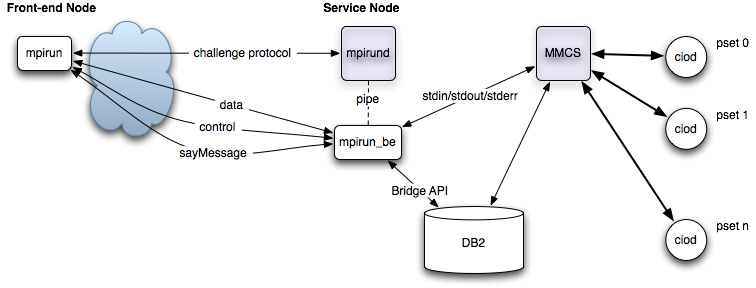 Front-end Node
Service Node
mpirun
challenge protocol
mpirund
MMCS
pset 0
ciod
pipe
stdin/stdout/stderr
data
control
sayMessage
mpirun_be
pset 1
ciod
Bridge API
DB2
pset n
ciod